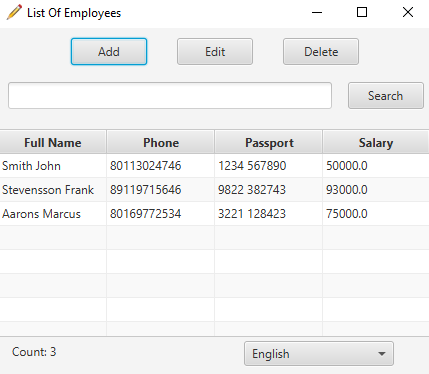 List Of Employees
Add Edit Delete
Search
Full Name Phone Passport Salary
Smith John 80113024746 1234 567890 50000.0
Stevensson Frank 89119715646 9822 382743 93000.0
Aarons Marcus 80169772534 3221 128423 75000.0
Count: 3 English